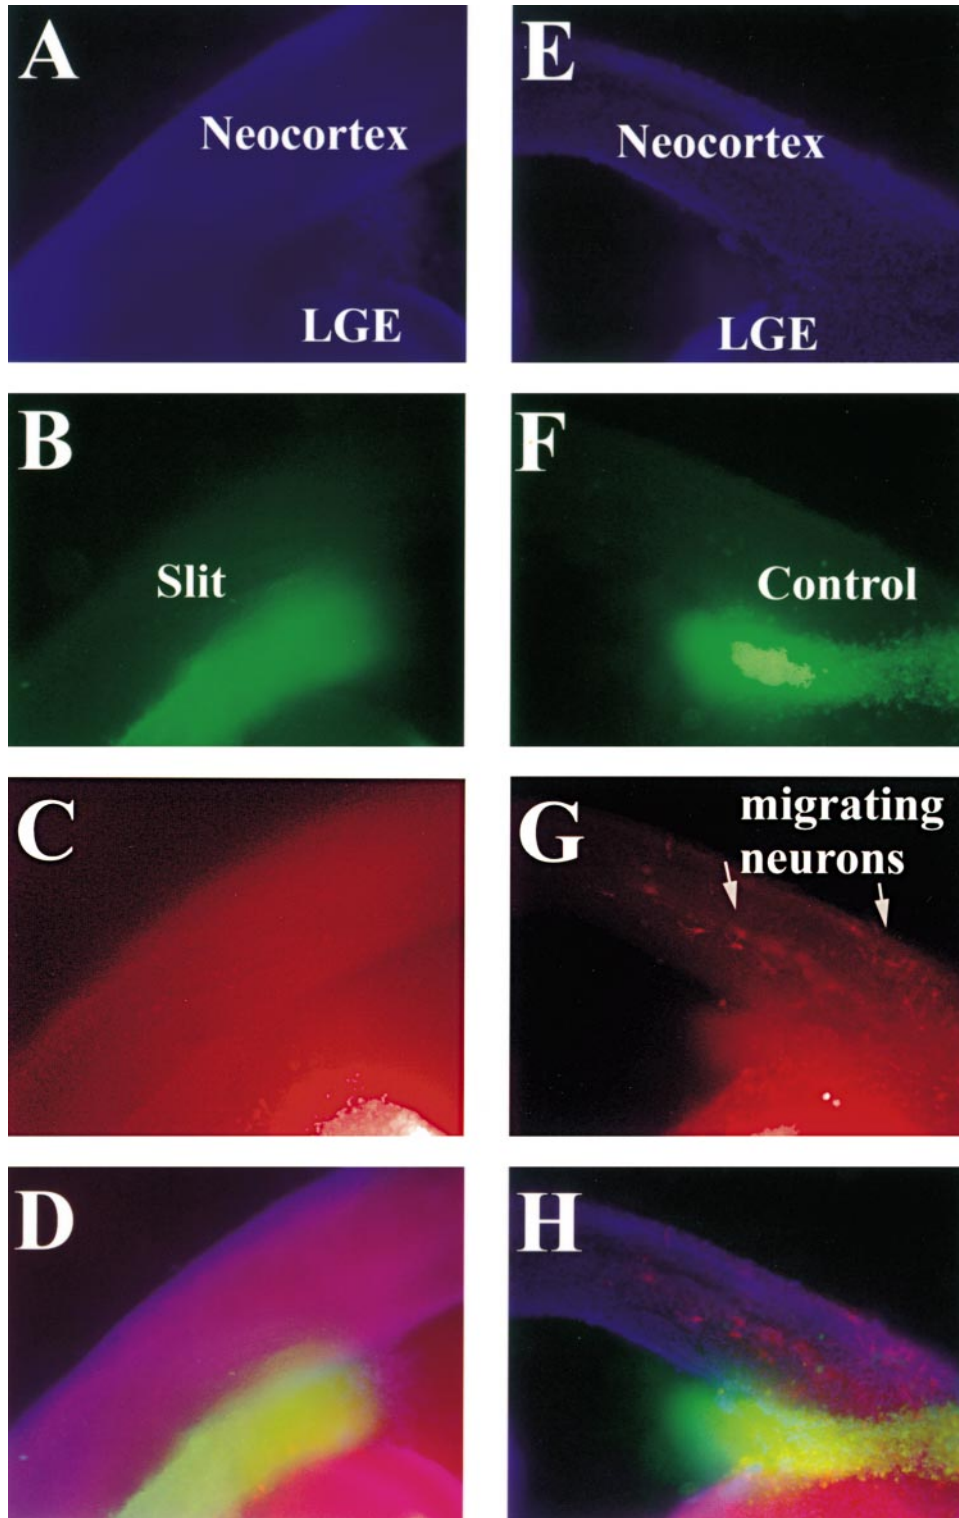 A
Neocortex
LGE
E
Neocortex
LGE
B
Slit
F
Control
C
G
migrating
neurons
D
H